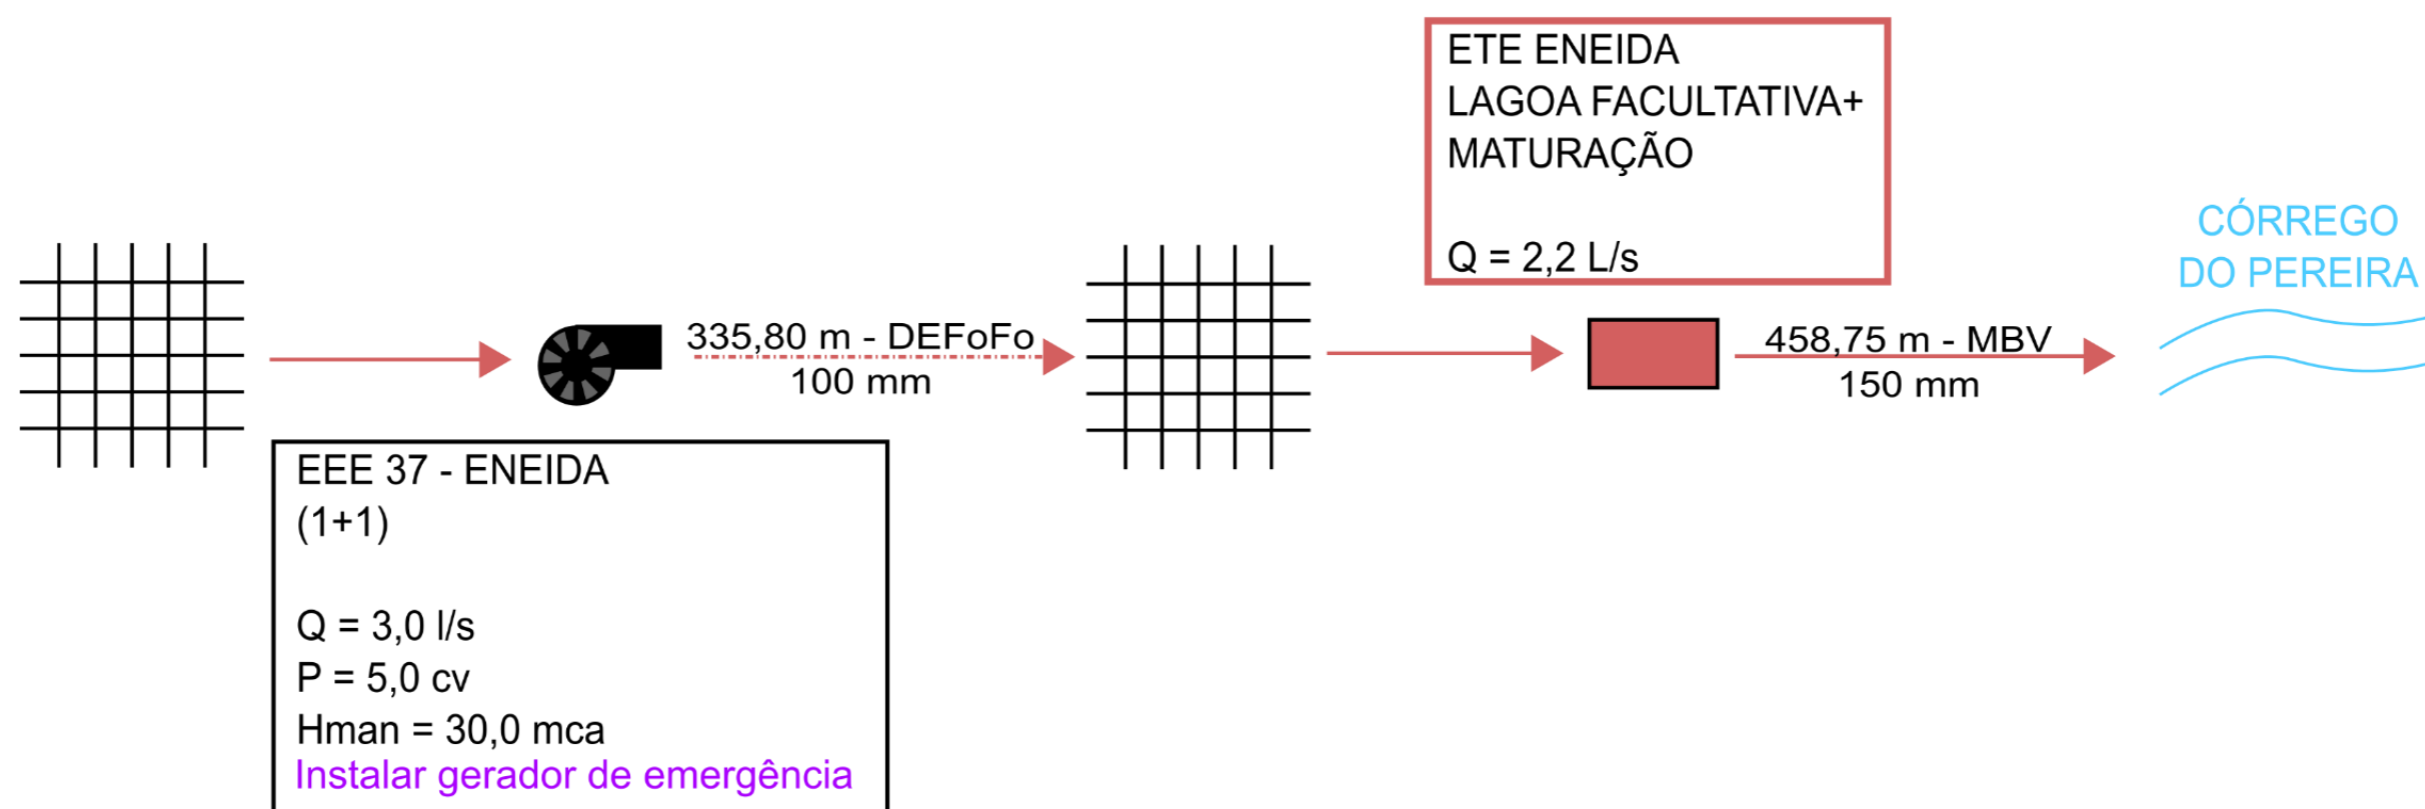 ETE ENEIDA
LAGOA FACULTATIVA+
MATURAÇÃO
Q = 2,2 L/s
CÓRREGO
DO PEREIRA
335,80 m - DEFoFo
100 mm
458,75 m - MBV
150 mm
EEE 37 - ENEIDA
(1+1)
Q = 3,0 l/s
P = 5,0 cv
Hman = 30,0 mca
Instalar gerador de emergência